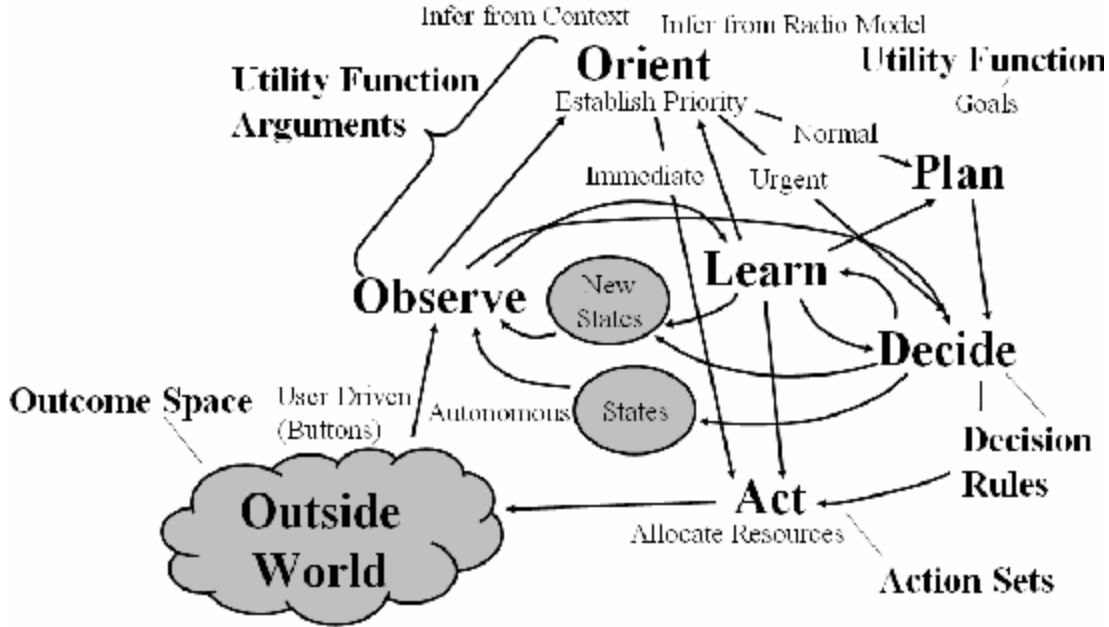 Infer from Context
Infer from Radio Model
Orient
Establish Priority
Utility Function
Arguments
Utility Function
Goals
Normal
Plan
Immediate
Urgent
Learn
Observe
New
States
Decide
Outcome Space
User Driven
(Buttons)
Autonomous
States
Decision
Rules
Act
Allocate Resources
Outside
World
Action Sets